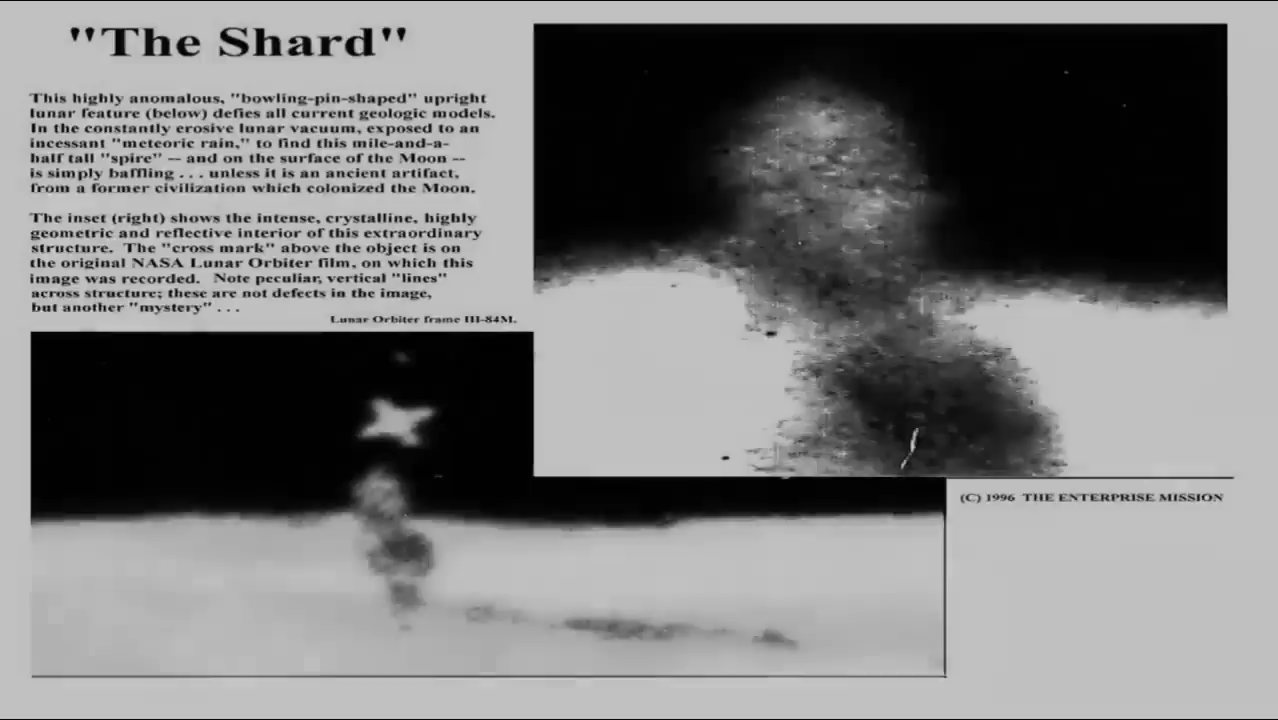 "The Shard"
This highly anomalous, "bowling-pin-shaped" upright
lunar feature (below) defies all current geologic models.
In the constantly erosive lunar vacuum, exposed to an
incessant "meteoric rain," to find this mile-and-a-
half tall "spire" -- and on the surface of the Moon --
is simply baffling . . . unless it is an ancient artifact,
from a former civilization which colonized the Moon.
The inset (right) shows the intense, crystalline, highly
geometric and reflective interior of this extraordinary
structure. The "cross mark" above the object is on
the original NASA Lunar Orbiter film, on which this
image was recorded. Note peculiar, vertical "lines"
across structure; these are not defects in the image,
but another "mystery" . . .
Lunar Orbiter frame III-84M.
(C) 1996 THE ENTERPRISE MISSION